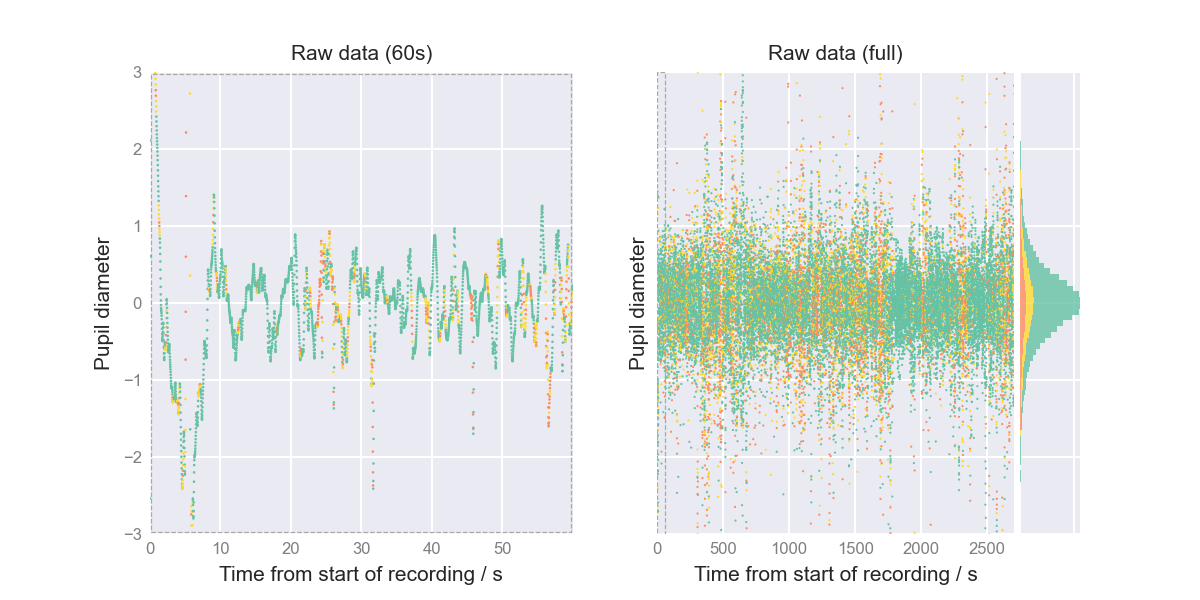 Raw data (60s)
Pupil diameter
3
2
1
0
−1
−2
−3
0 10 20 30 40 50
Time from start of recording / s
Raw data (full)
Pupil diameter
0 500 1000 1500 2000 2500
Time from start of recording / s